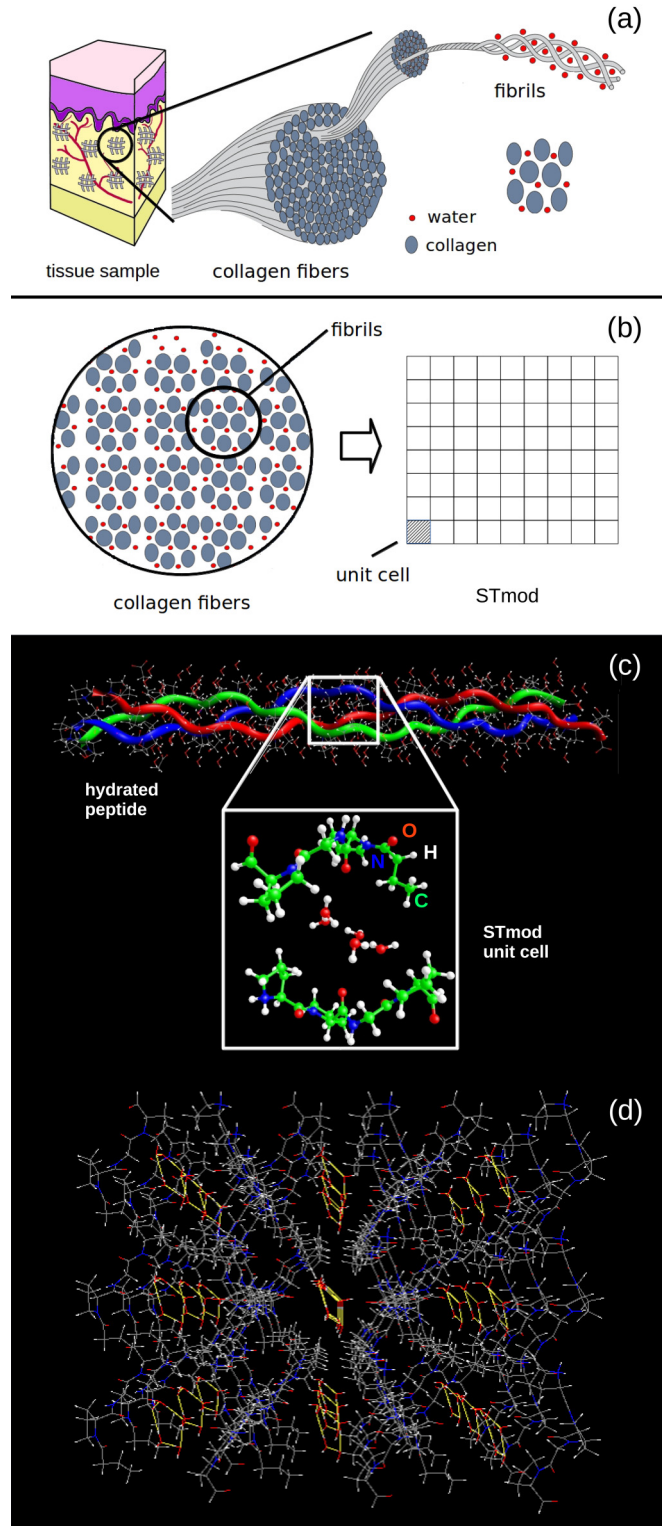 (a)
fibrils
water
collagen
tissue sample
collagen fibers
(b)
fibrils
unit cell
collagen fibers
STmod
(c)
hydrated
peptide
O
H
N
C
STmod
unit cell
(d)